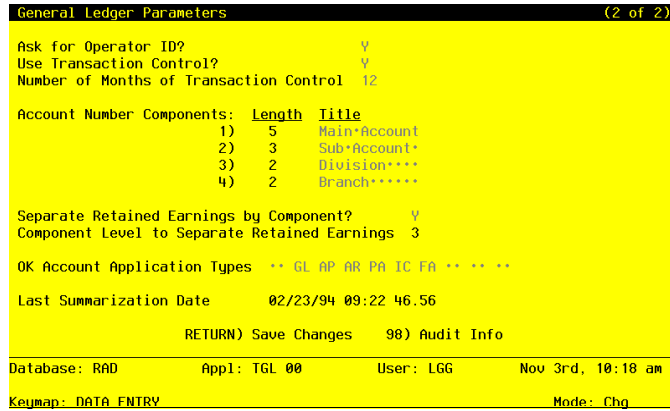 General Ledger Parameters (2 of 2)
Ask for Operator ID? Y
Use Transaction Control? Y
Number of Months of Transaction Control 12
Account Number Components: Length Title
1) 5 Main·Account
2) 3 Sub·Account·
3) 2 Division····
4) 2 Branch······
Separate Retained Earnings by Component? Y
Component Level to Separate Retained Earnings 3
OK Account Application Types ·· GL AP AR PA IC FA ·· ·· ··
Last Summarization Date 02/23/94 09:22 46.56
RETURN) Save Changes 98) Audit Info
Database: RAD Appl: TGL 00 User: LGG Nov 3rd, 10:18 am
Keymap: DATA ENTRY Mode: Chg